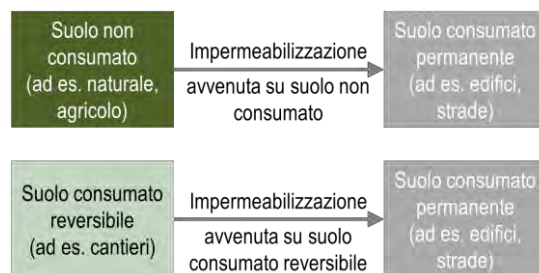 Suolo non
consumato
(ad es. naturale,
agricolo)
Impermeabilizzazione
avvenuta su suolo non
consumato
Suolo consumato
permanente
(ad es. edifici,
strade)
Suolo consumato
reversibile
(ad es. cantieri)
Impermeabilizzazione
avvenuta su suolo
consumato reversibile
Suolo consumato
permanente
(ad es. edifici,
strade)